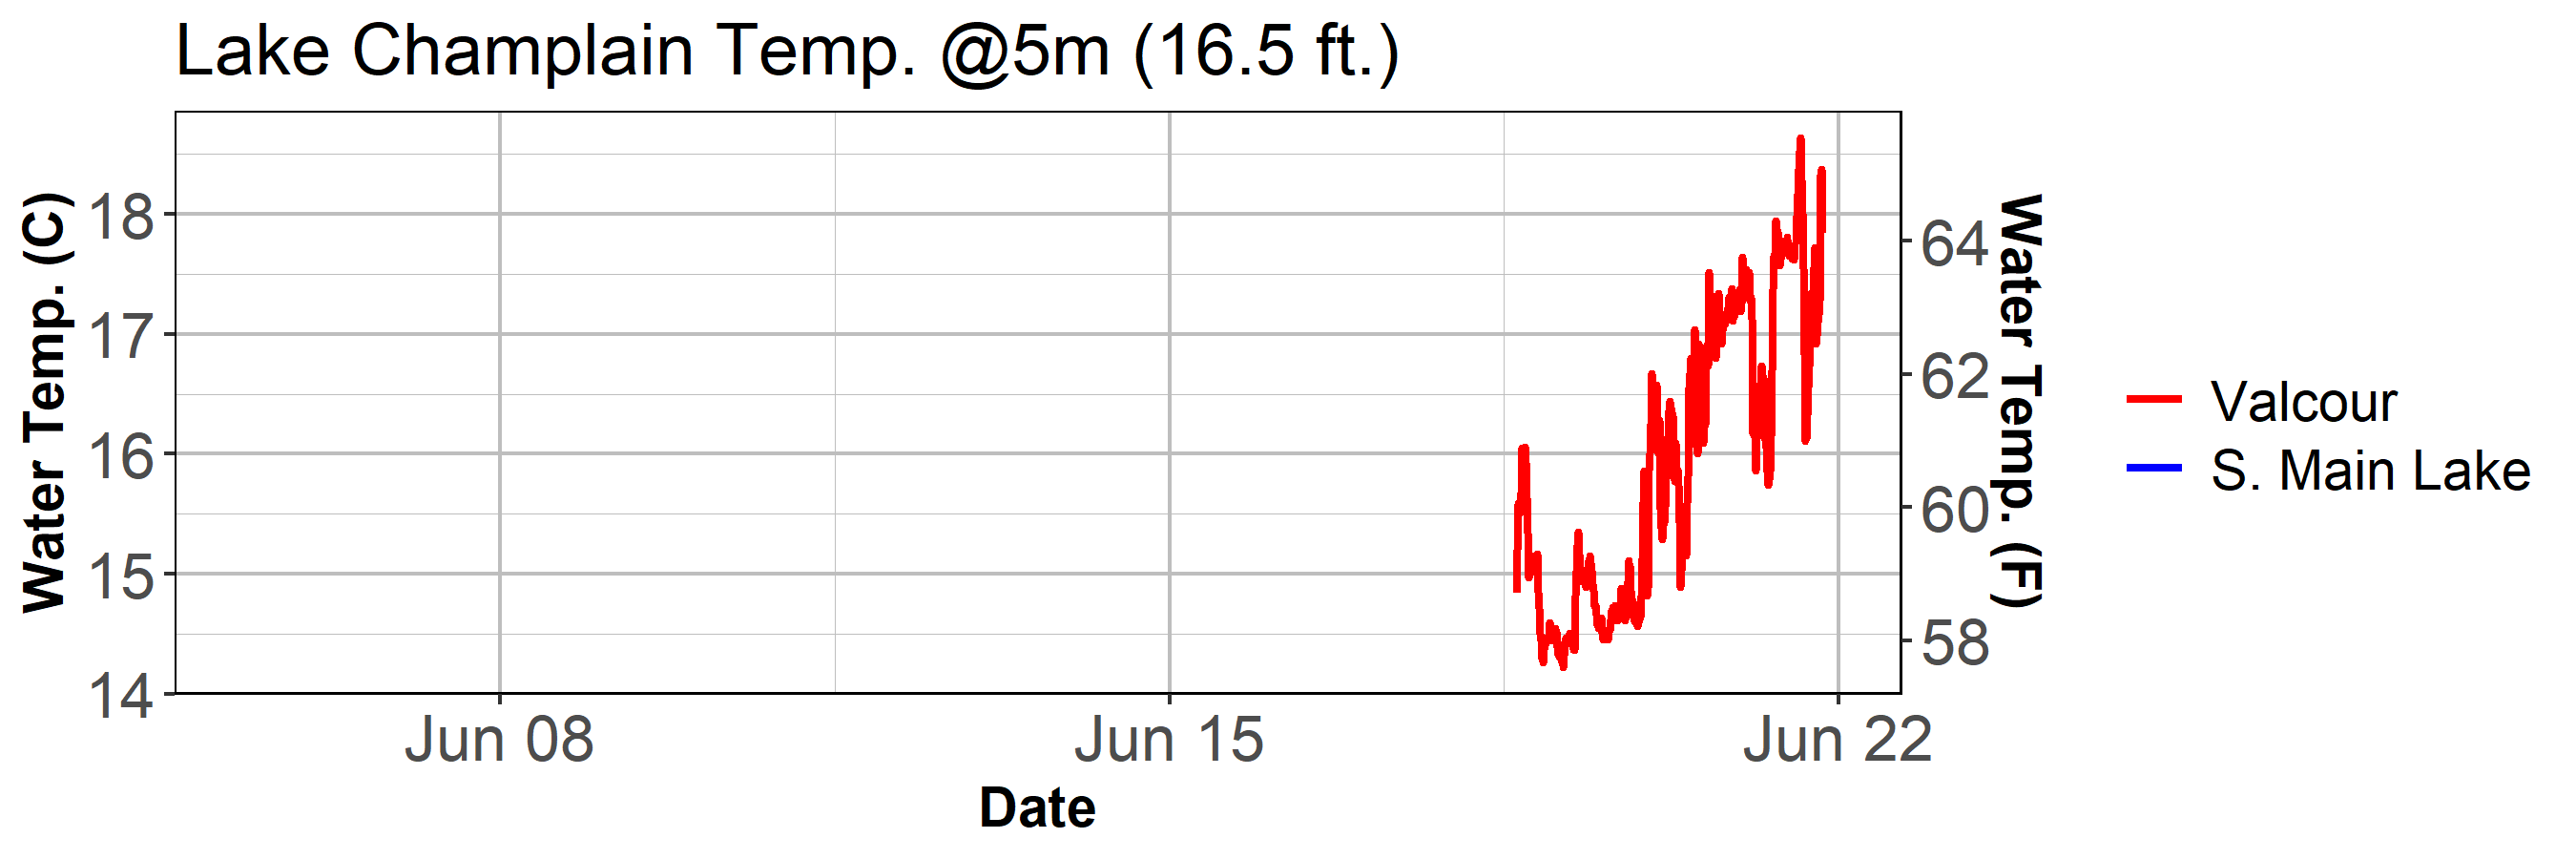 Lake Champlain Temp. @5m (16.5 ft.)
Water Temp. (C)
18
17
16
15
14
Jun 08
Jun 15
Jun 22
Date
64
62
60
58
Water Temp. (F)
Valcour
S. Main Lake